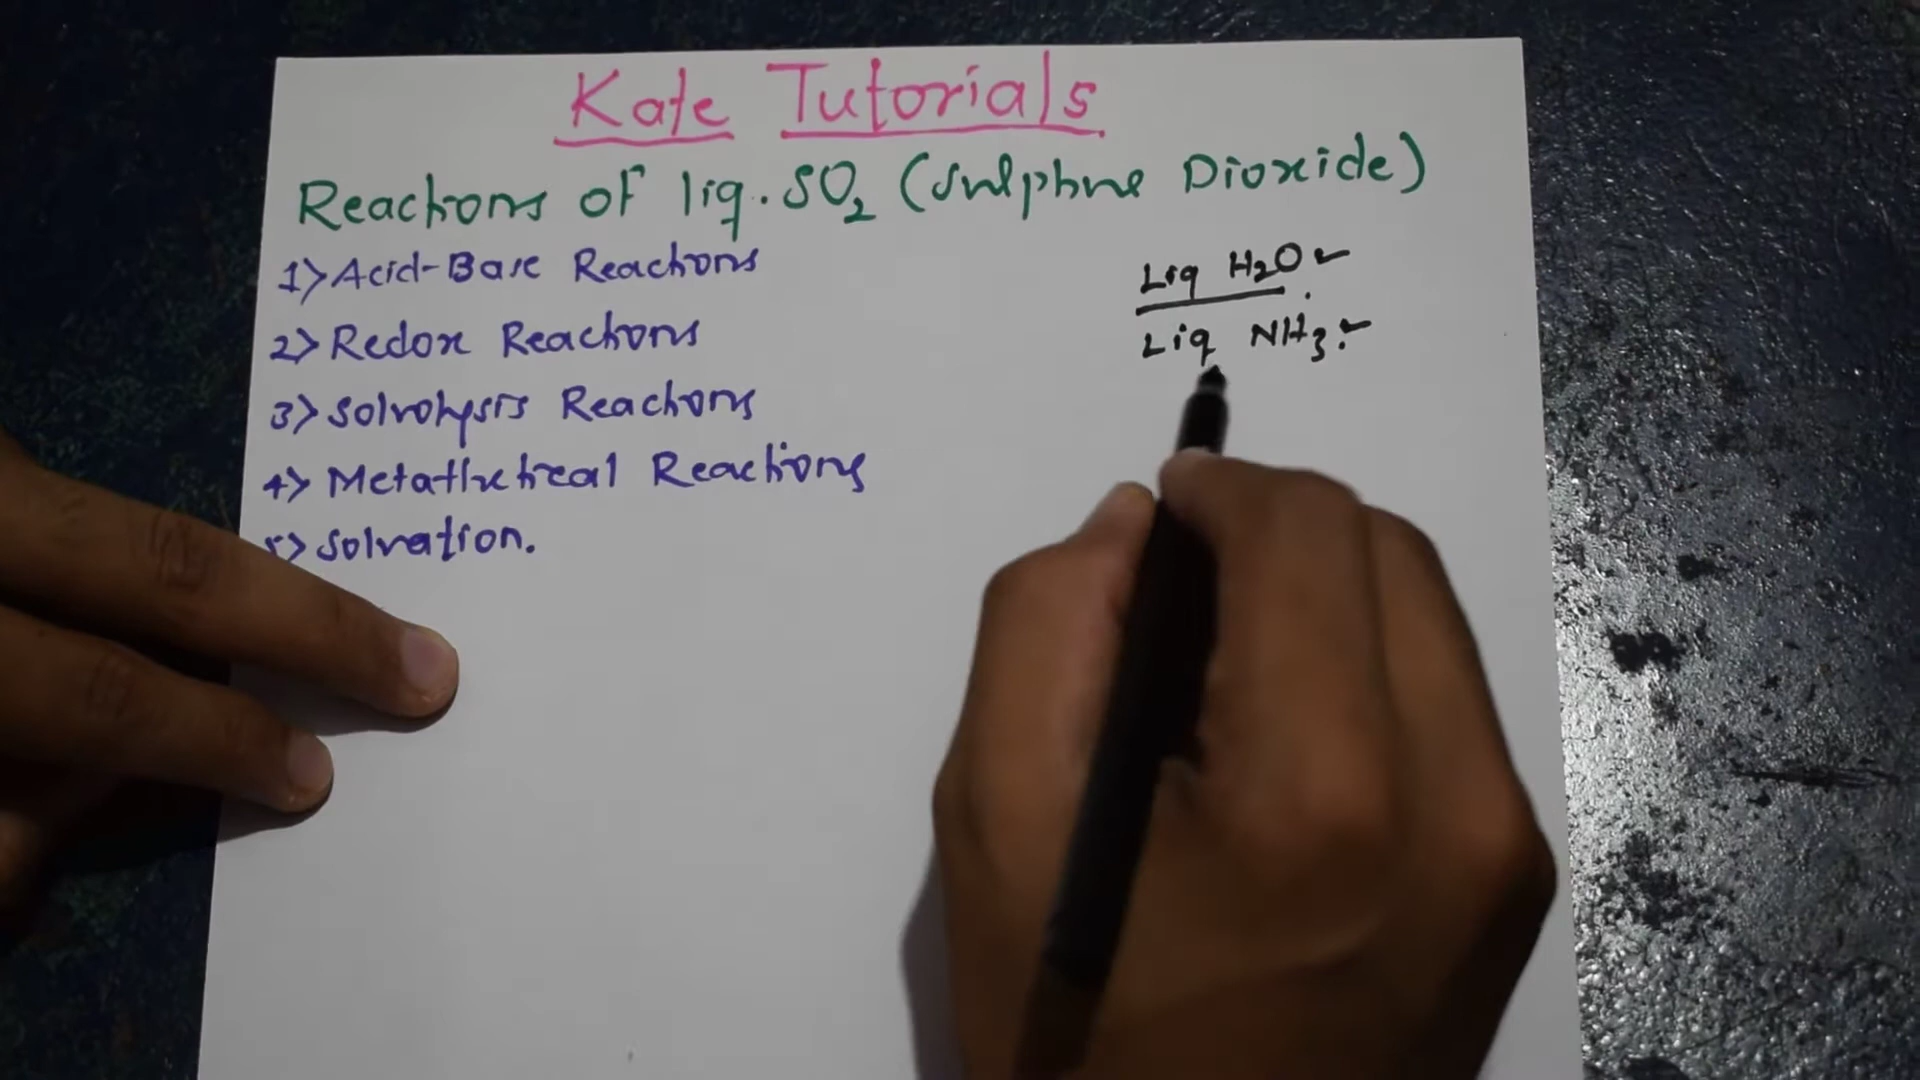 Kate Tutorials
Reactions of liq. SO₂ (Sulphur Dioxide)
1> Acid-Base Reactions
2> Redox Reactions
3> Solvolysis Reactions
4> Metathetical Reactions
5> Solvation.
Liq H₂O ✓
Liq NH₃. ✓